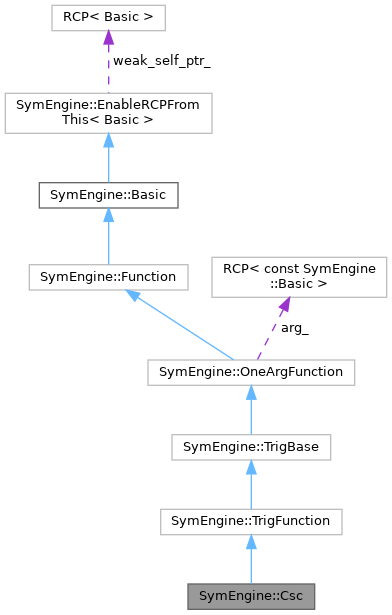 RCP< Basic >
weak_self_ptr_
SymEngine::EnableRCPFrom
This< Basic >
SymEngine::Basic
SymEngine::Function
RCP< const SymEngine
::Basic >
arg_
SymEngine::OneArgFunction
SymEngine::TrigBase
SymEngine::TrigFunction
SymEngine::Csc